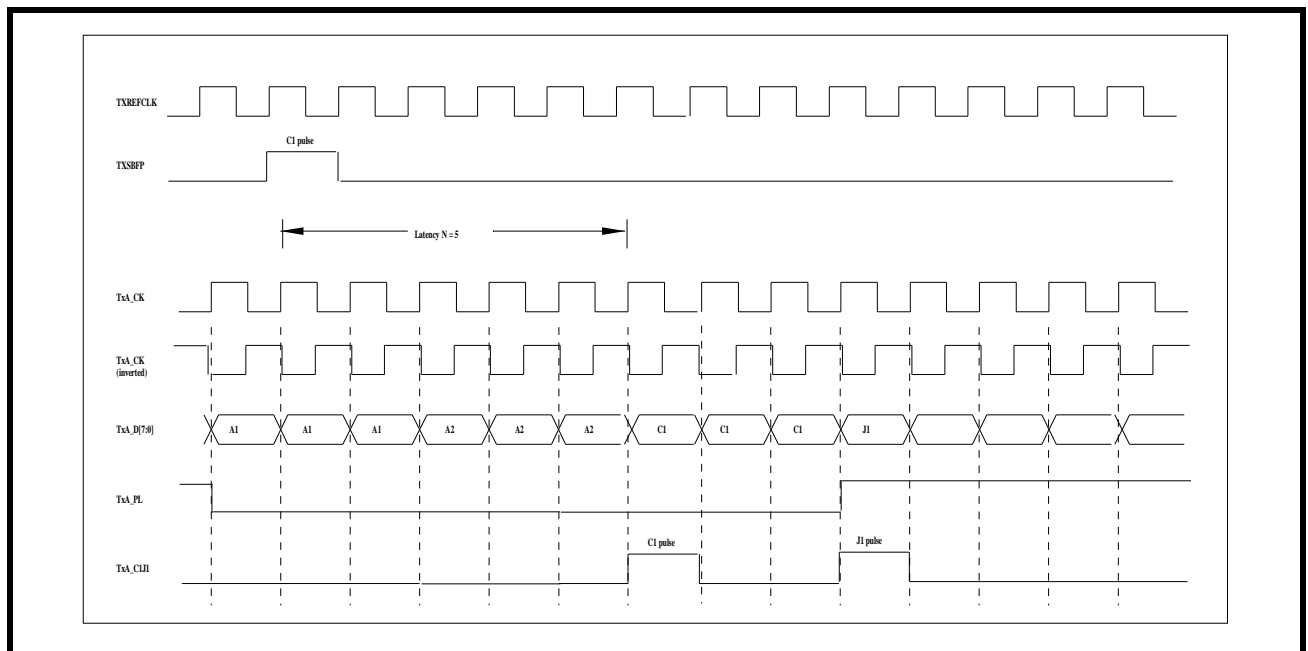 TXREFCLK
C1 pulse
TXSBFP
Latency N = 5
TxA_CK
TxA_CK
(inverted)
TxA_D[7:0]
A1
A1
A1
A2
A2
A2
C1
C1
C1
J1
TxA_PL
C1 pulse
J1 pulse
TxA_C1J1